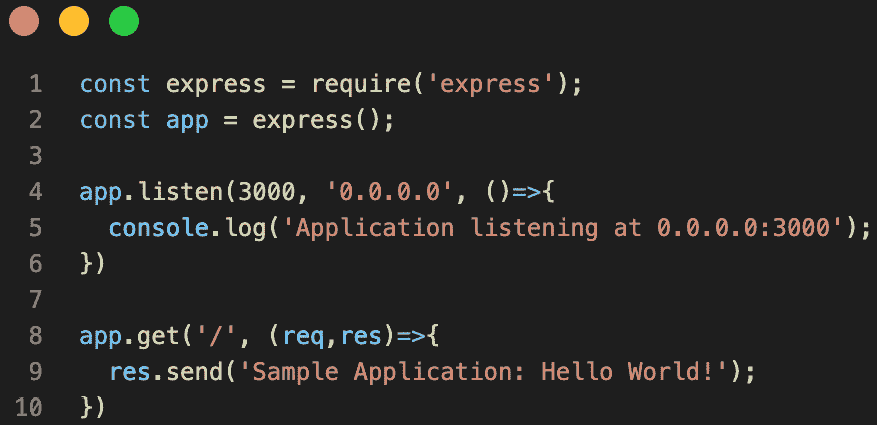 1 const express = require('express');
2 const app = express();
3
4 app.listen(3000, '0.0.0.0', ()=>{
5   console.log('Application listening at 0.0.0.0:3000');
6 })
7
8 app.get('/', (req,res)=>{
9   res.send('Sample Application: Hello World!');
10 })